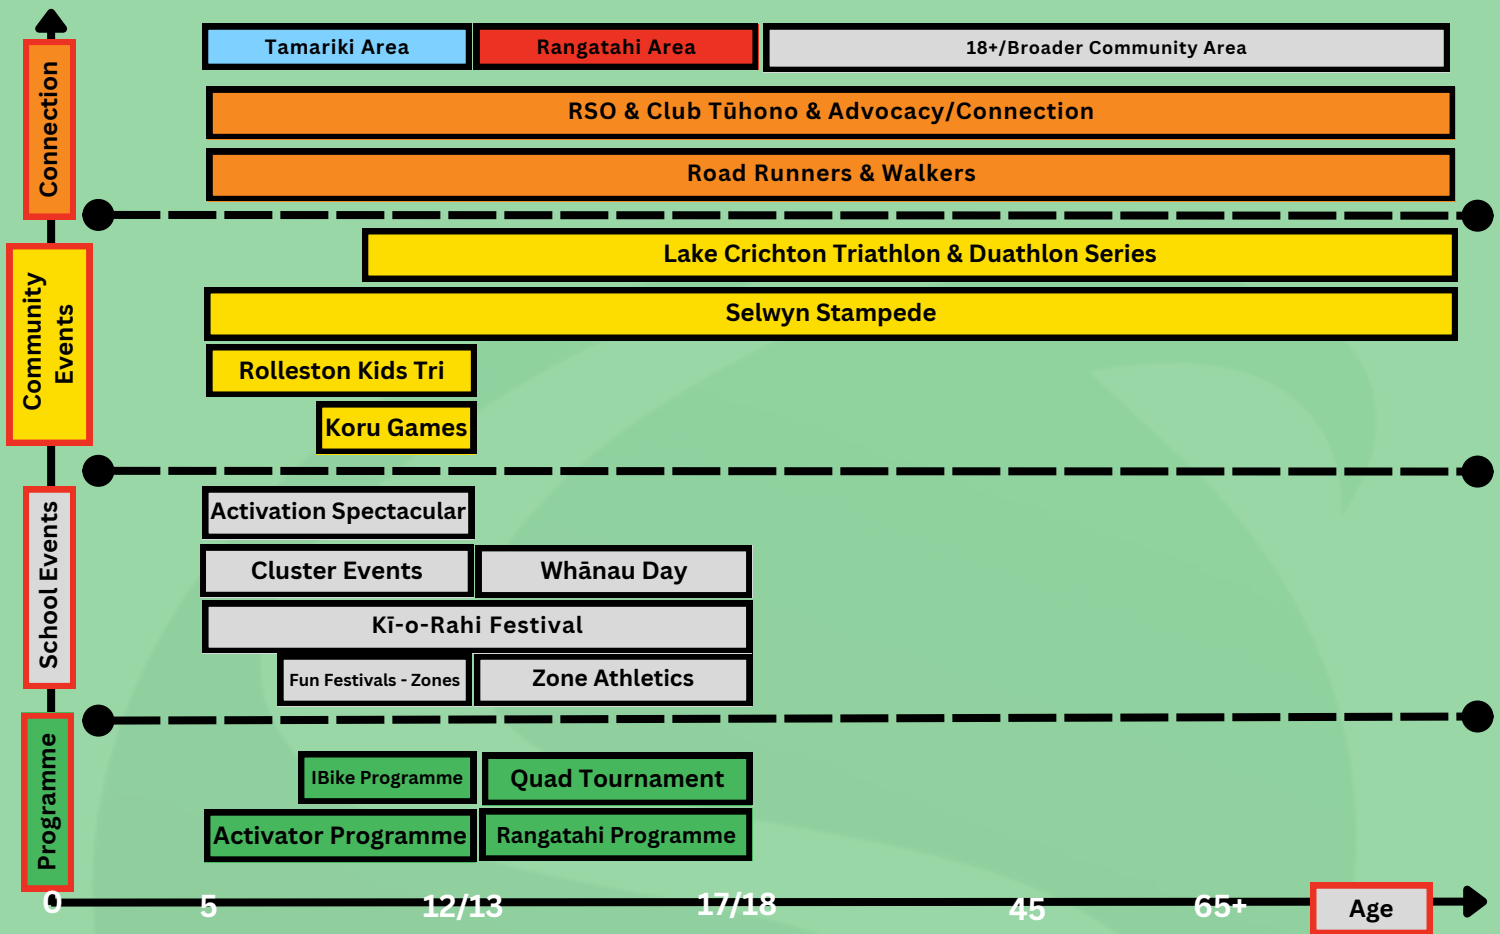 Tamariki Area
Rangatahi Area
18+/Broader Community Area
Connection
RSO & Club Tūhono & Advocacy/Connection
Road Runners & Walkers
Community
Events
Lake Crichton Triathlon & Duathlon Series
Selwyn Stampede
Rolleston Kids Tri
Koru Games
School Events
Activation Spectacular
Cluster Events
Whānau Day
Kī-o-Rahi Festival
Fun Festivals - Zones
Zone Athletics
Programme
IBike Programme
Quad Tournament
Activator Programme
Rangatahi Programme
0
5
12/13
17/18
45
65+
Age